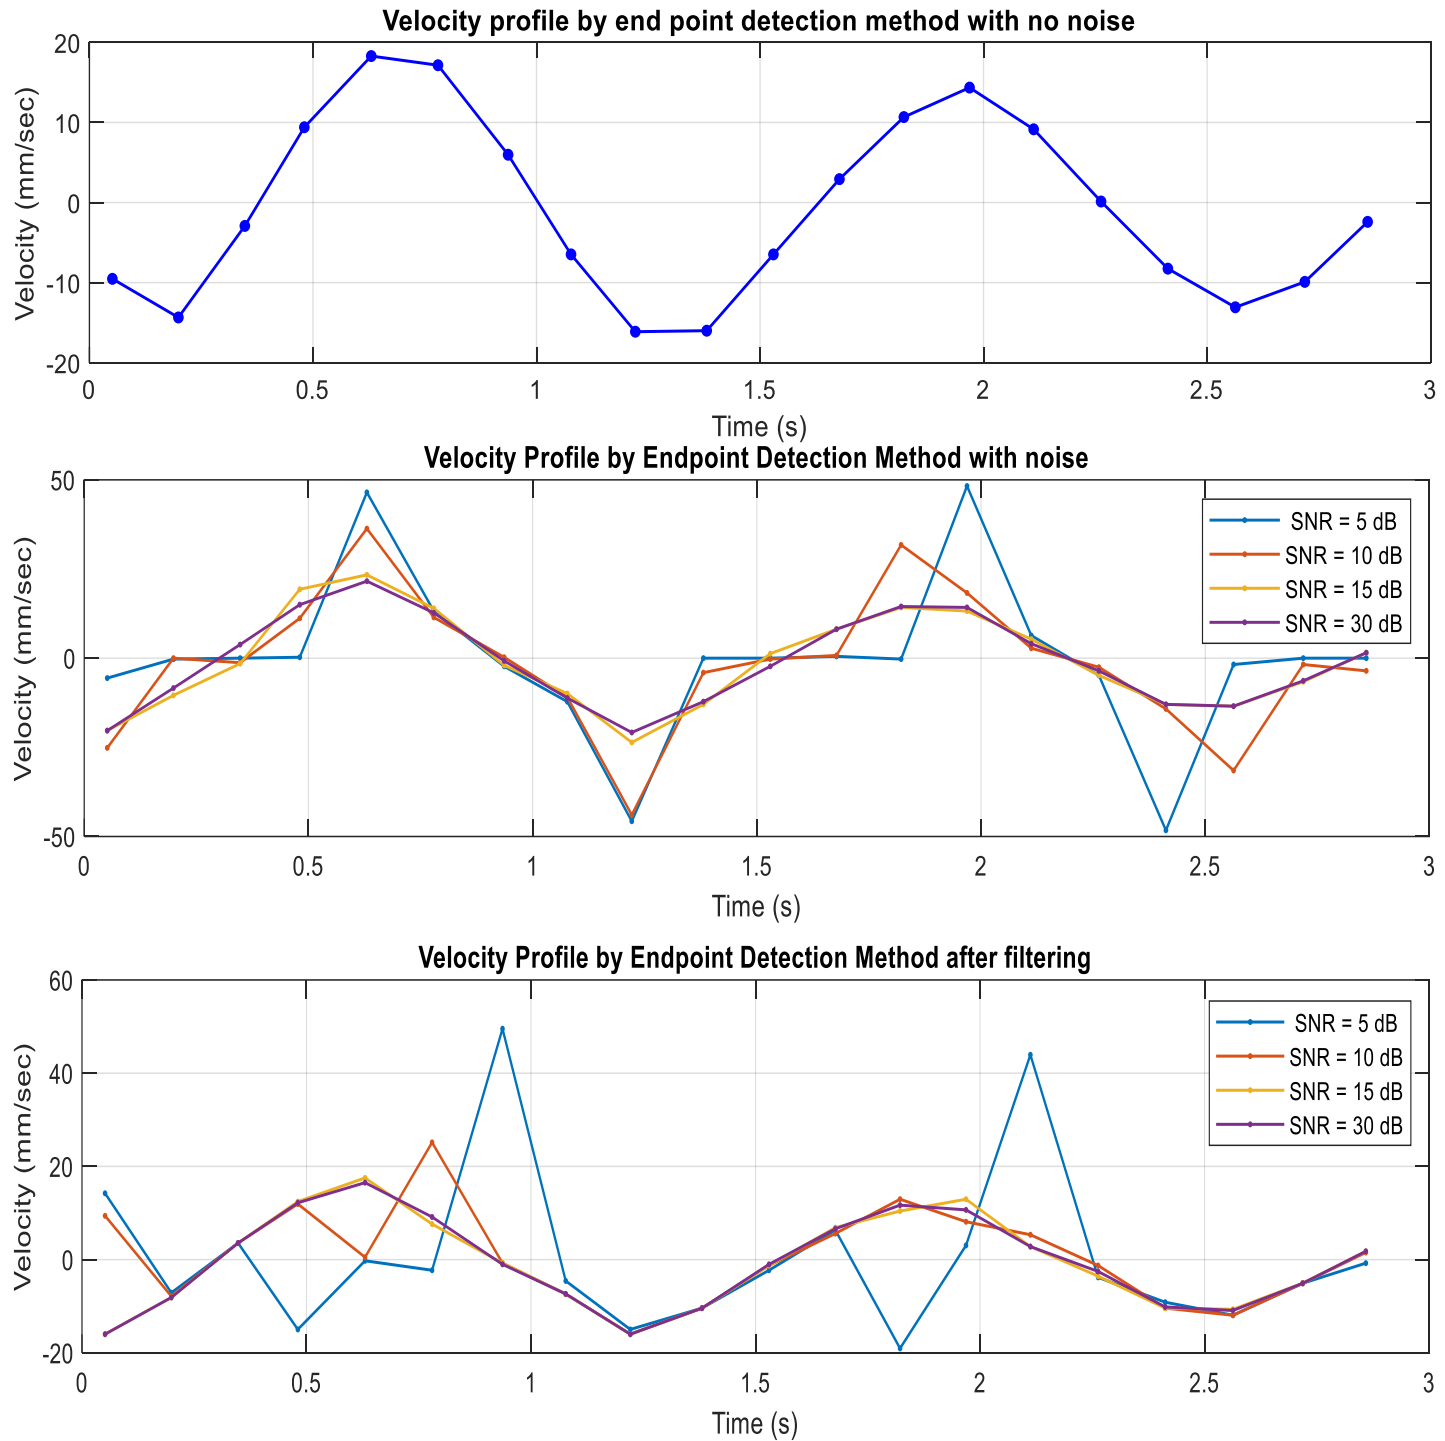 Velocity profile by end point detection method with no noise
Velocity (mm/sec)
20
10
0
-10
-20
0 0.5 1 1.5 2 2.5 3
Time (s)
Velocity Profile by Endpoint Detection Method with noise
Velocity (mm/sec)
50
0
-50
SNR = 5 dB
SNR = 10 dB
SNR = 15 dB
SNR = 30 dB
0 0.5 1 1.5 2 2.5 3
Time (s)
Velocity Profile by Endpoint Detection Method after filtering
Velocity (mm/sec)
60
40
20
0
-20
SNR = 5 dB
SNR = 10 dB
SNR = 15 dB
SNR = 30 dB
0 0.5 1 1.5 2 2.5 3
Time (s)